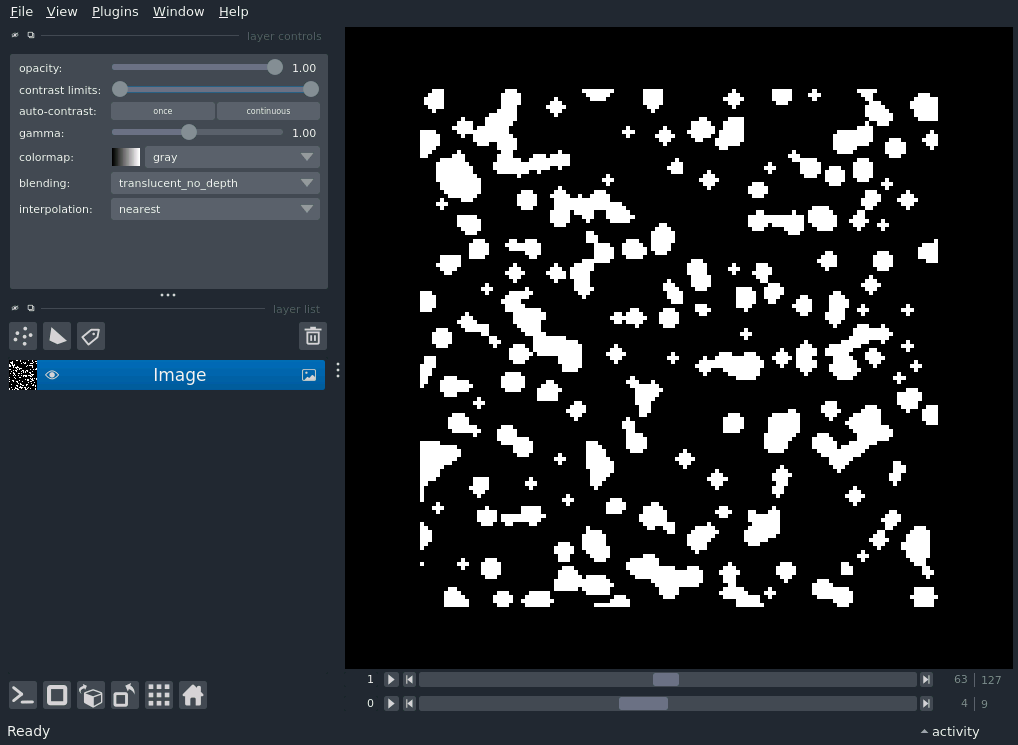 File View Plugins Window Help
layer controls
opacity: 1.00
contrast limits:
auto-contrast: once continuous
gamma: 1.00
colormap: gray
blending: translucent_no_depth
interpolation: nearest
layer list
Image
1 63 127
0 4 9
Ready activity